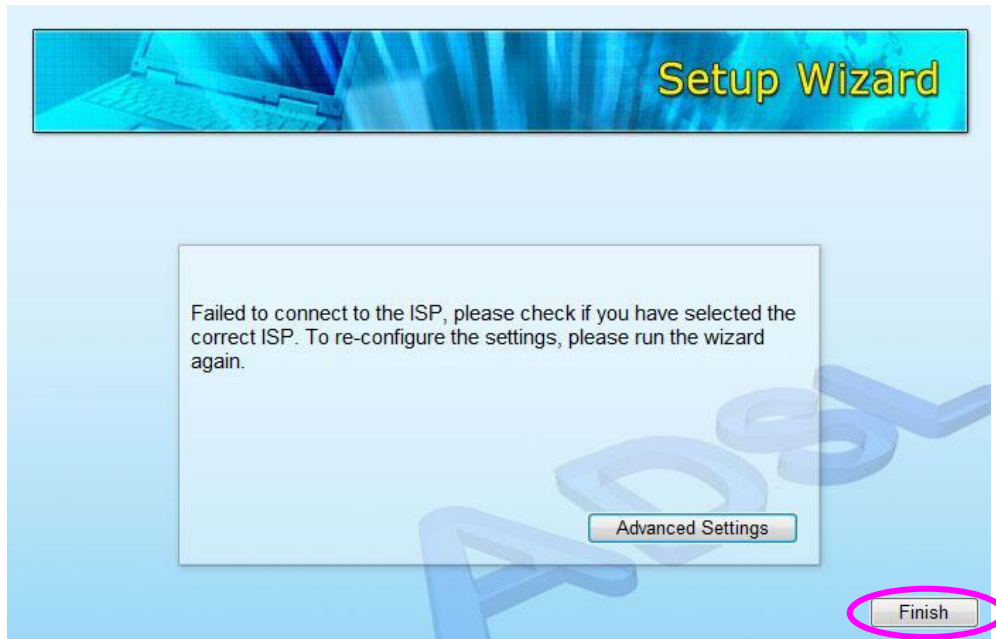 Setup Wizard
Failed to connect to the ISP, please check if you have selected the
correct ISP. To re-configure the settings, please run the wizard
again.
ADSL
Advanced Settings
Finish